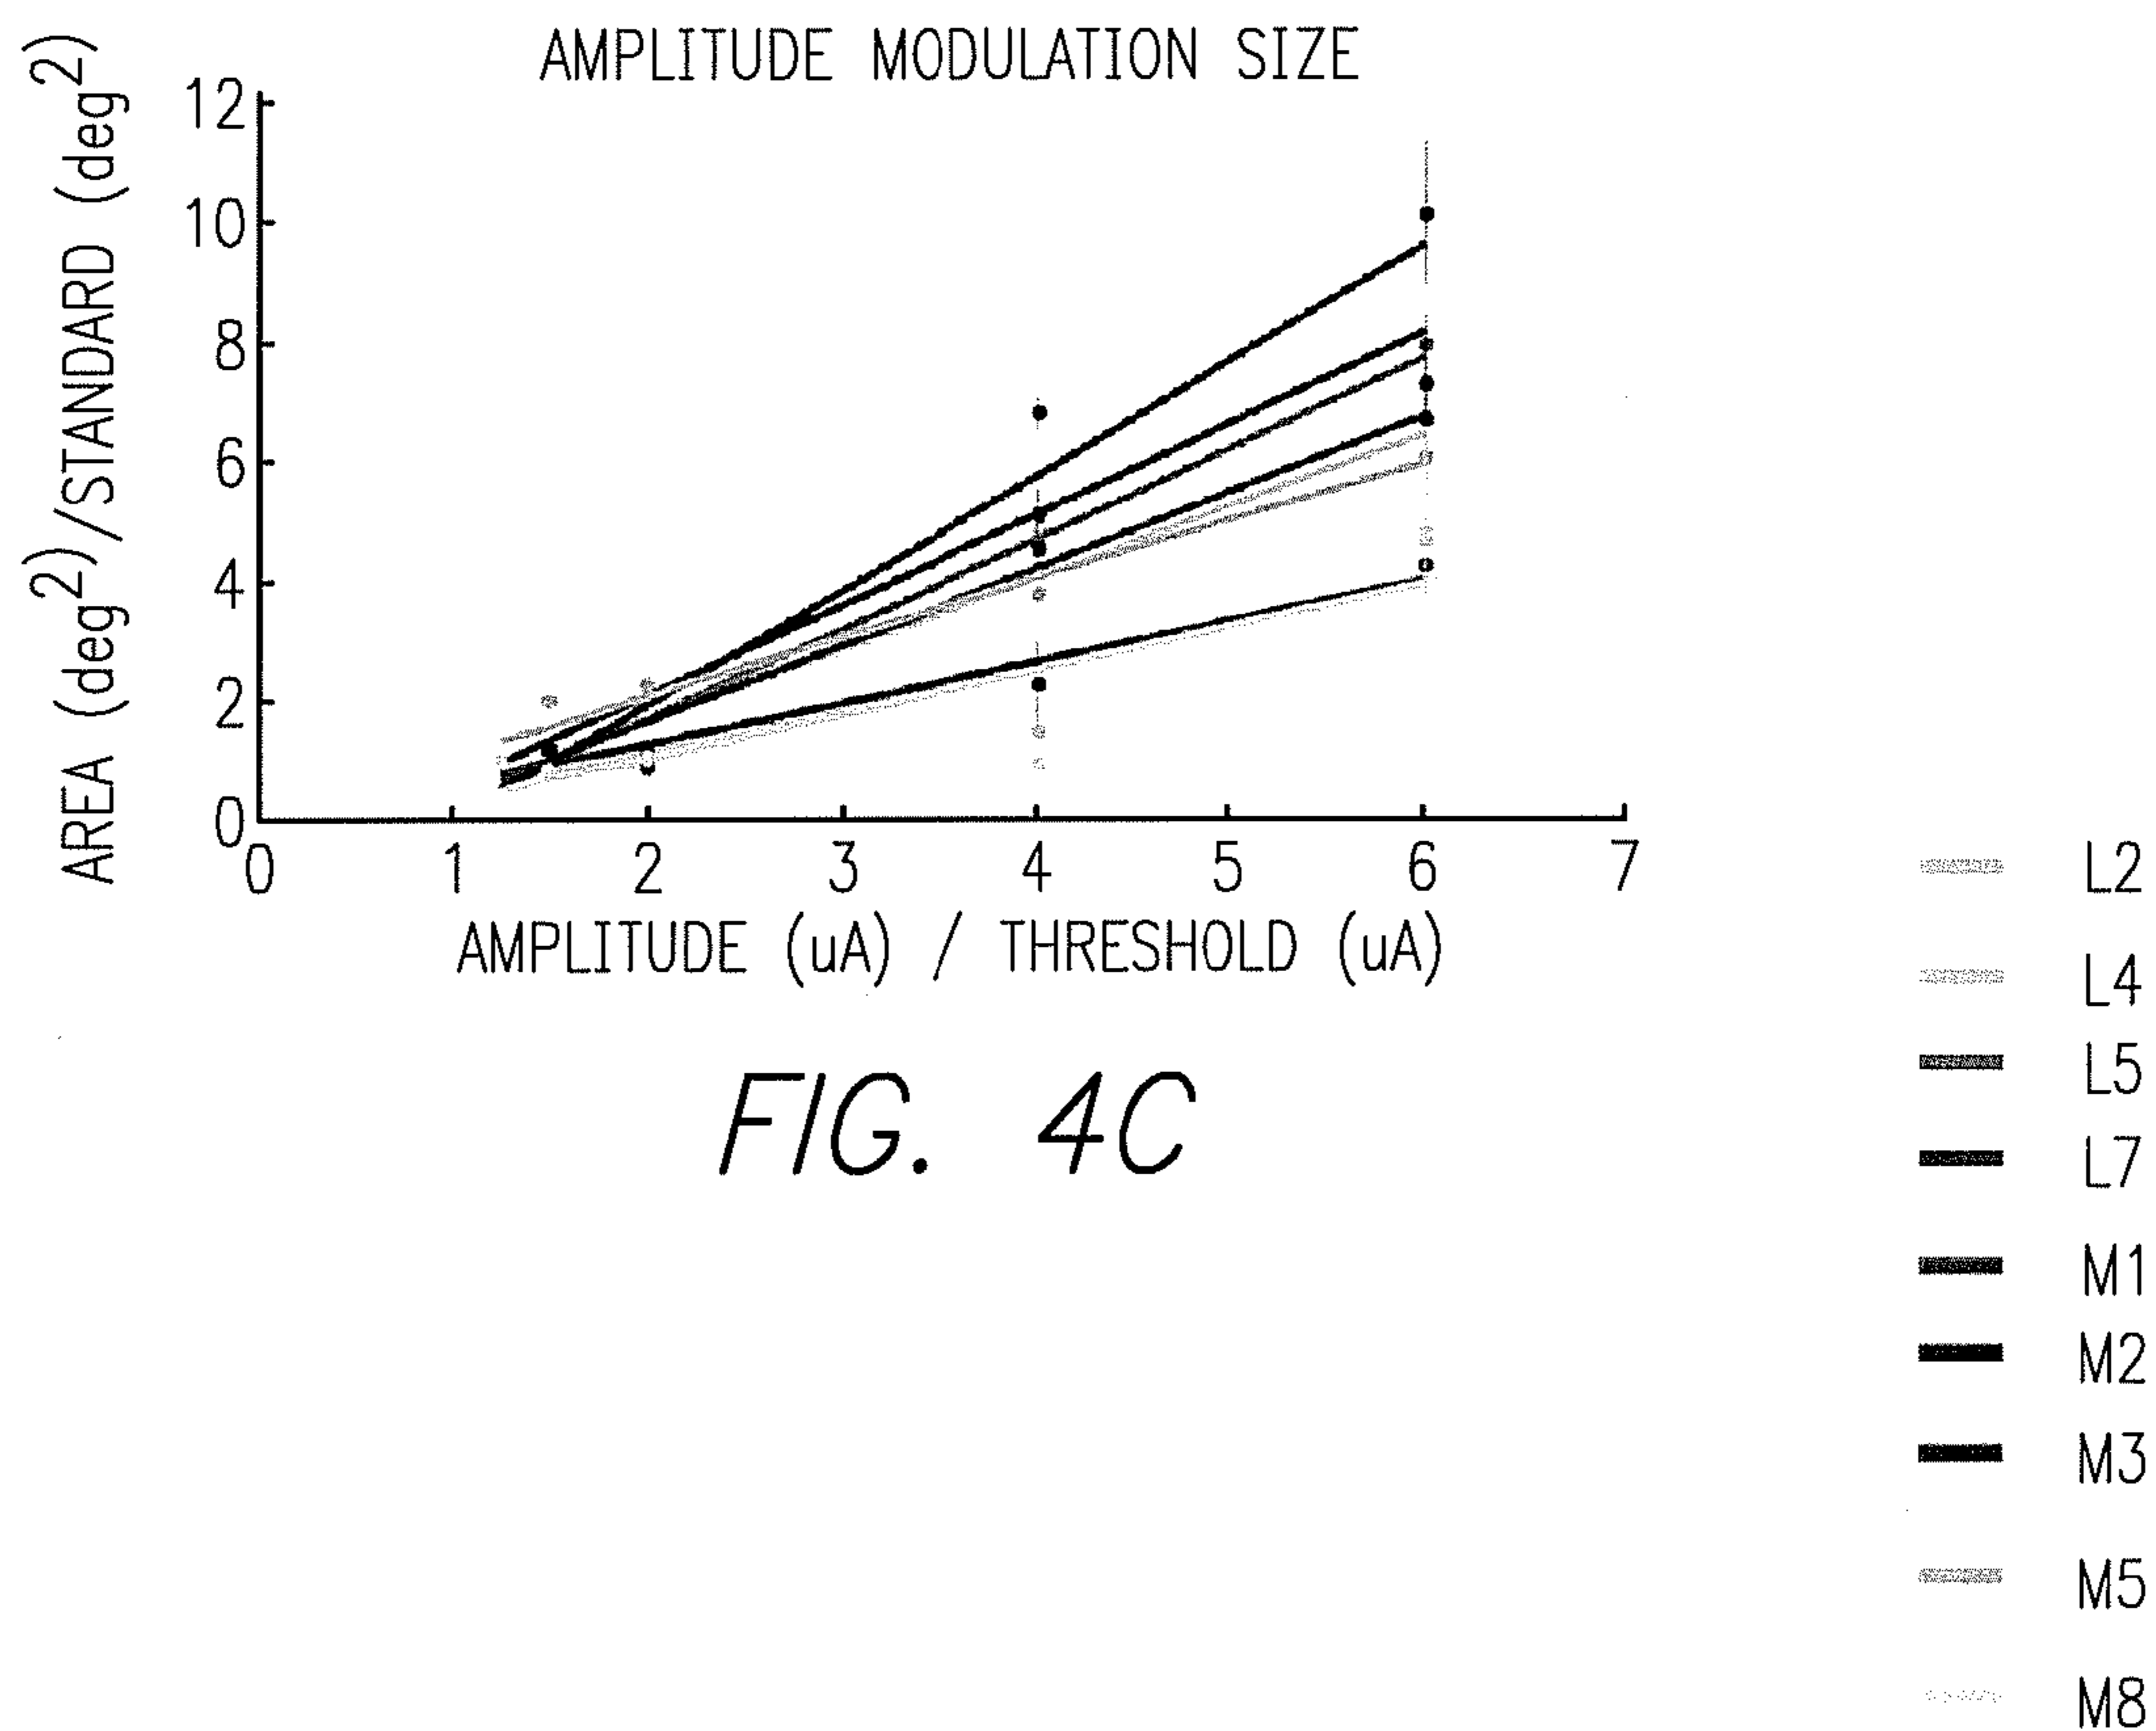 AMPLITUDE MODULATION SIZE
AREA (deg2)/STANDARD (deg2)
12
10
8
6
4
2
0
0 1 2 3 4 5 6 7
AMPLITUDE (uA) / THRESHOLD (uA)
FIG. 4C
L2
L4
L5
L7
M1
M2
M3
M5
M8